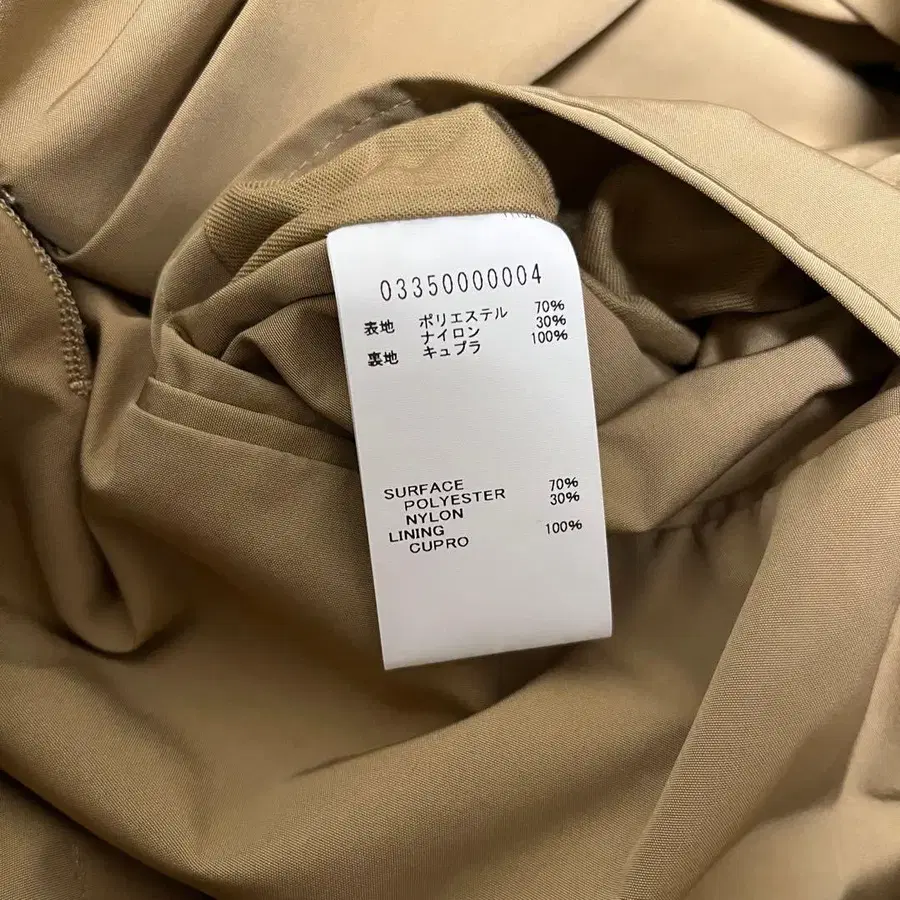 03350000004
表地 ポリエステル 70%
ナイロン 30%
裏地 キュプラ 100%
SURFACE
POLYESTER 70%
NYLON 30%
LINING
CUPRO 100%